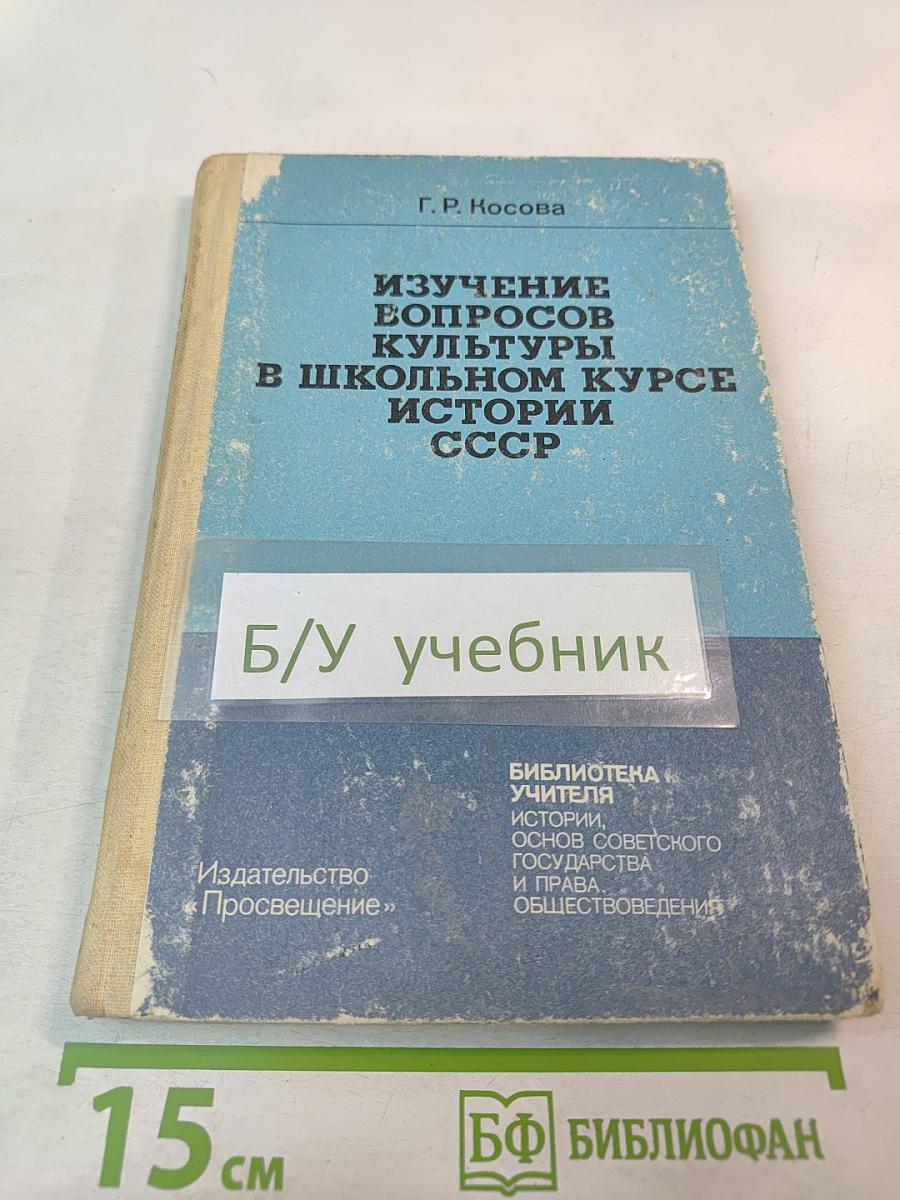 Г. Р. Косова
ИЗУЧЕНИЕ
ВОПРОСОВ
КУЛЬТУРЫ
В ШКОЛЬНОМ КУРСЕ
ИСТОРИИ
СССР
Б/У учебник
БИБЛИОТЕКА
УЧИТЕЛЯ
ИСТОРИИ,
ОСНОВ СОВЕТСКОГО
ГОСУДАРСТВА
И ПРАВА,
ОБЩЕСТВОВЕДЕНИЯ
Издательство
«Просвещение»
15 см
БФ БИБЛИОФАН